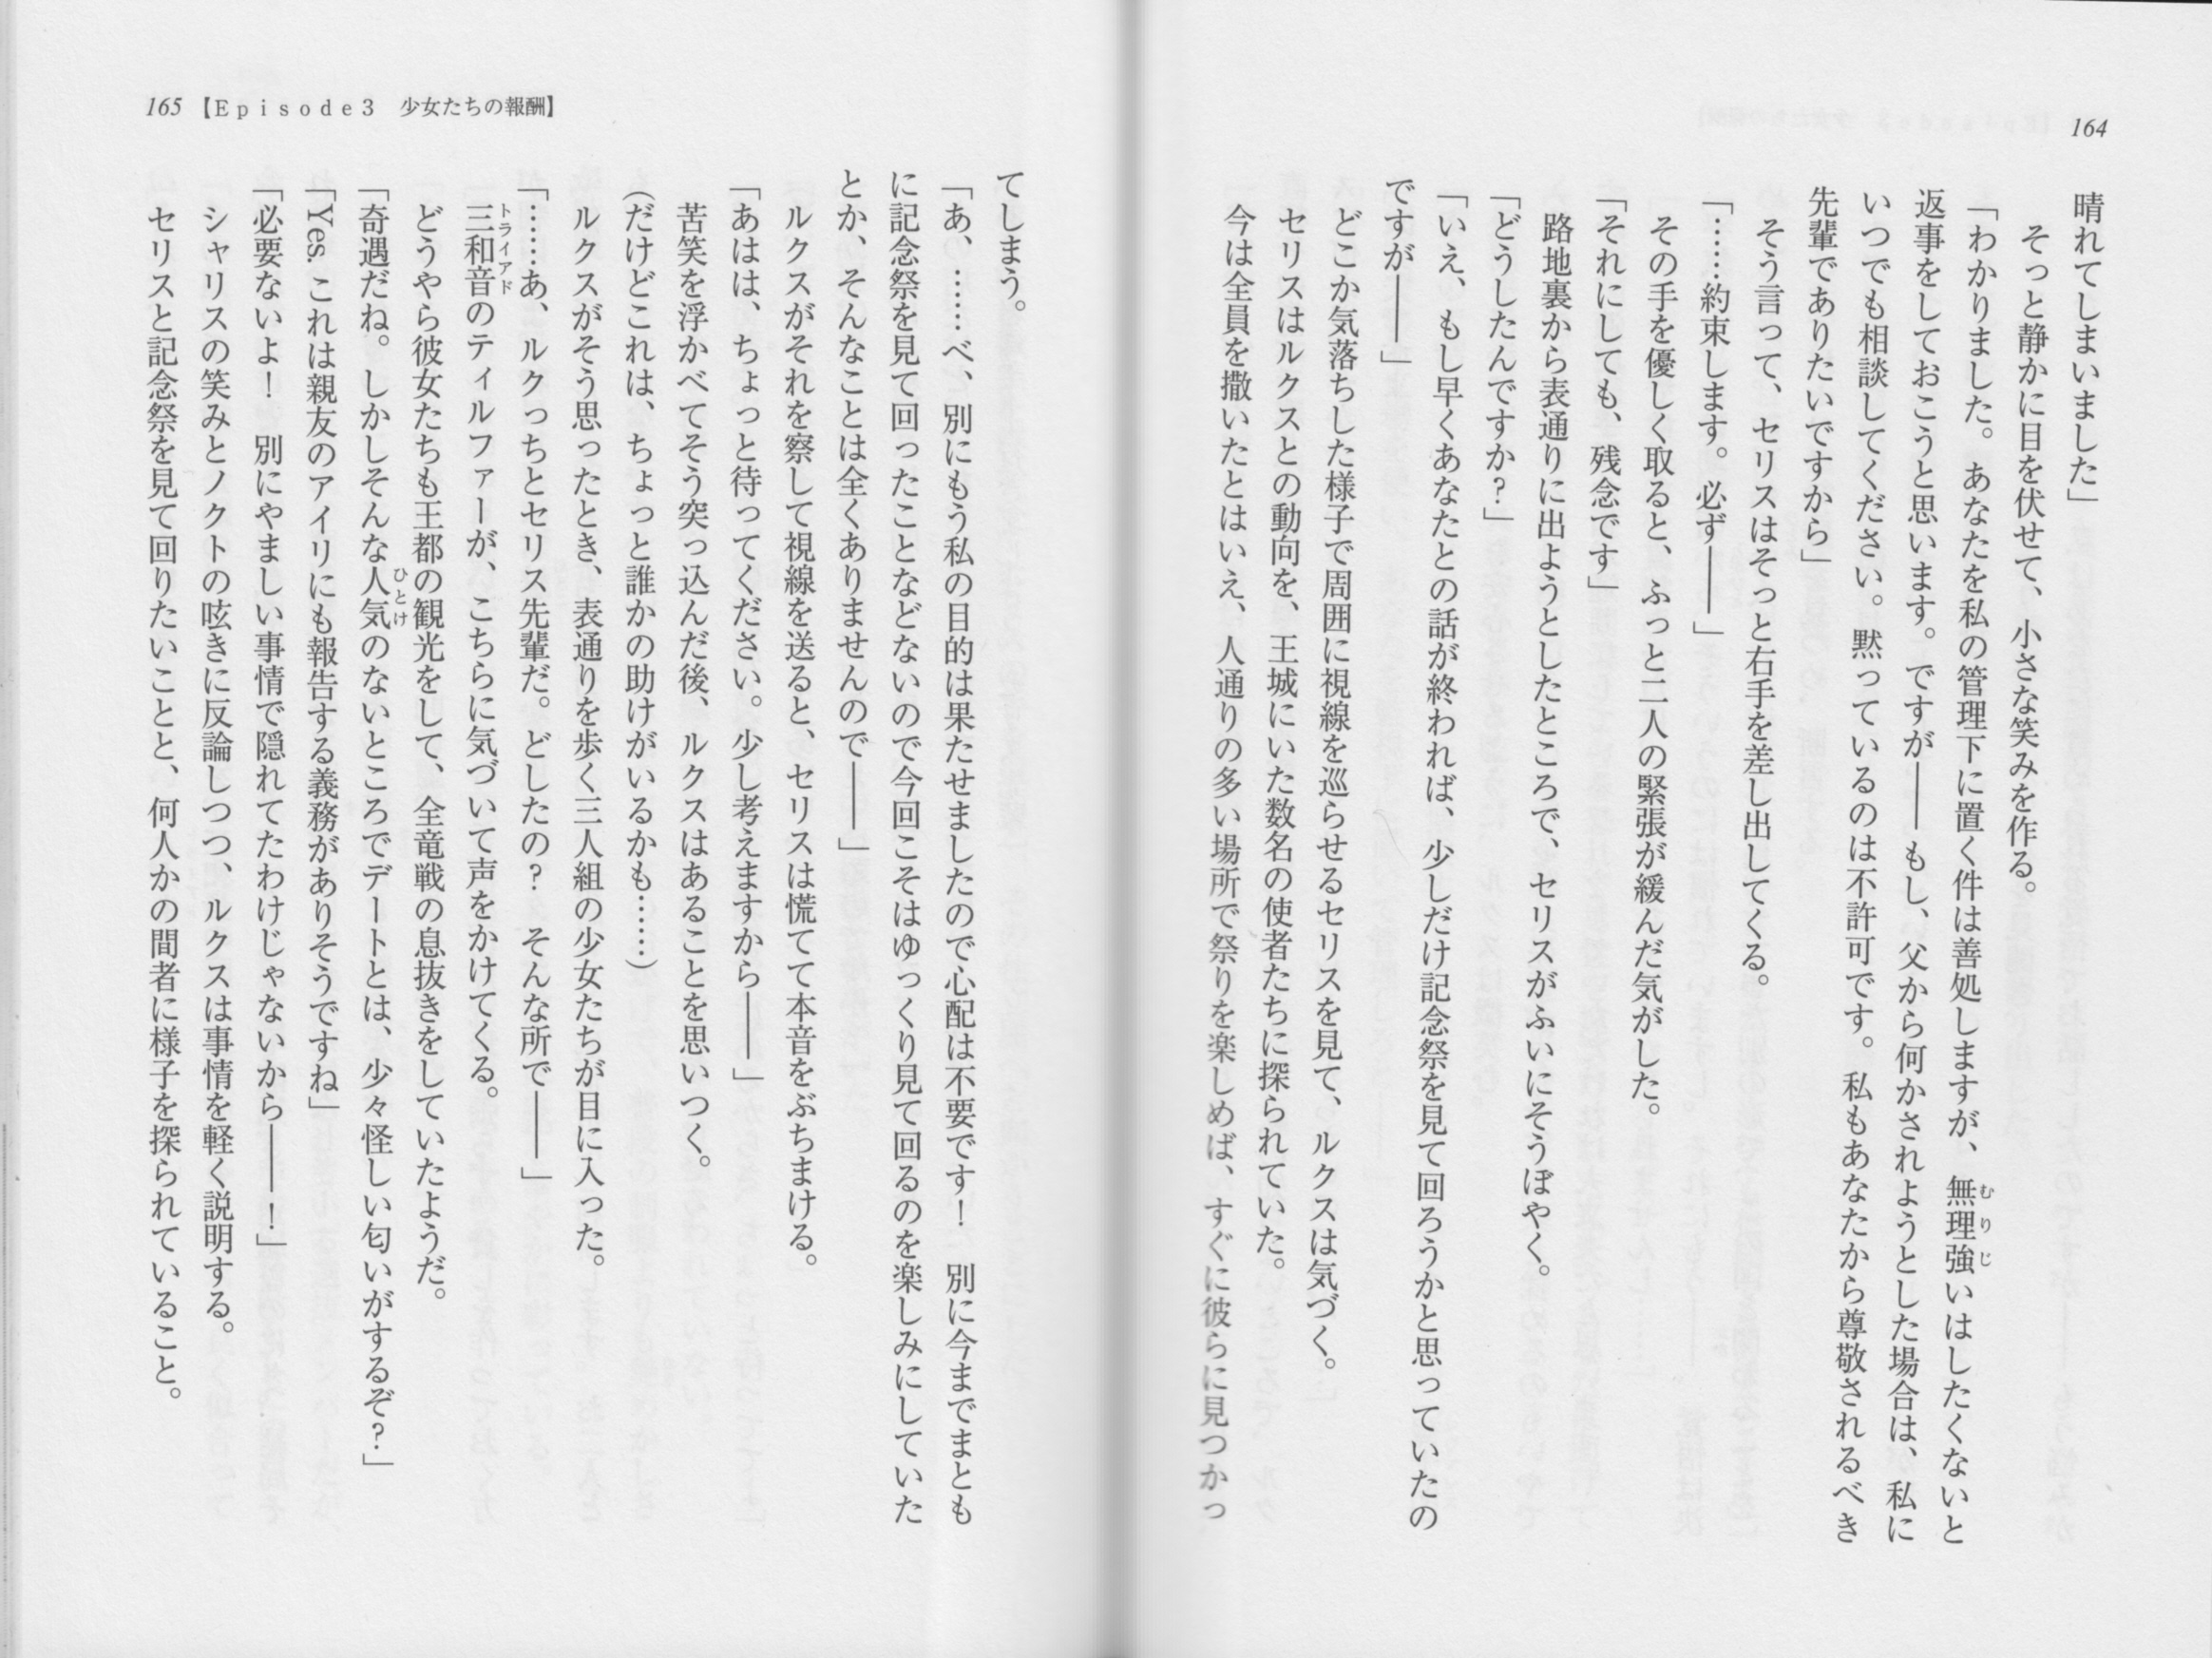 164
晴れてしまいました」
　そっと静かに目を伏せて、小さな笑みを作る。
「わかりました。あなたを私の管理下に置く件は善処しますが、無理強いはしたくないと
むりじ
返事をしておこうと思います。ですが――もし、父から何かされようとした場合は、私に
いつでも相談してください。黙っているのは不許可です。私もあなたから尊敬されるべき
先輩でありたいですから」
　そう言って、セリスはそっと右手を差し出してくる。
「……約束します。必ず――」
　その手を優しく取ると、ふっと二人の緊張が緩んだ気がした。
「それにしても、残念です」
　路地裏から表通りに出ようとしたところで、セリスがふいにそうぼやく。
「どうしたんですか？」
「いえ、もし早くあなたとの話が終われば、少しだけ記念祭を見て回ろうかと思っていたの
ですが――」
　どこか気落ちした様子で周囲に視線を巡らせるセリスを見て、ルクスは気づく。
　セリスはルクスとの動向を、王城にいた数名の使者たちに探られていた。
　今は全員を撒いたとはいえ、人通りの多い場所で祭りを楽しめば、すぐに彼らに見つかっ
165【Episode3　少女たちの報酬】
てしまう。
「あ、……べ、別にもう私の目的は果たせましたので心配は不要です！　別に今までまとも
に記念祭を見て回ったことなどないので今回こそはゆっくり見て回るのを楽しみにしていた
とか、そんなことは全くありませんので――」
　ルクスがそれを察して視線を送ると、セリスは慌てて本音をぶちまける。
「あはは、ちょっと待ってください。少し考えますから――」
　苦笑を浮かべてそう突っ込んだ後、ルクスはあることを思いつく。
（だけどこれは、ちょっと誰かの助けがいるかも……）
　ルクスがそう思ったとき、表通りを歩く三人組の少女たちが目に入った。
「……あ、ルクっちとセリス先輩だ。どしたの？　そんな所で――」
　三和音のティルファーが、こちらに気づいて声をかけてくる。
トライアド
　どうやら彼女たちも王都の観光をして、全竜戦の息抜きをしていたようだ。
「奇遇だね。しかしそんな人気のないところでデートとは、少々怪しい匂いがするぞ？」
ひとけ
「Yes これは親友のアイリにも報告する義務がありそうですね」
「必要ないよ！　別にやましい事情で隠れてたわけじゃないから――！」
　シャリスの笑みとノクトの呟きに反論しつつ、ルクスは事情を軽く説明する。
　セリスと記念祭を見て回りたいことと、何人かの間者に様子を探られていること。